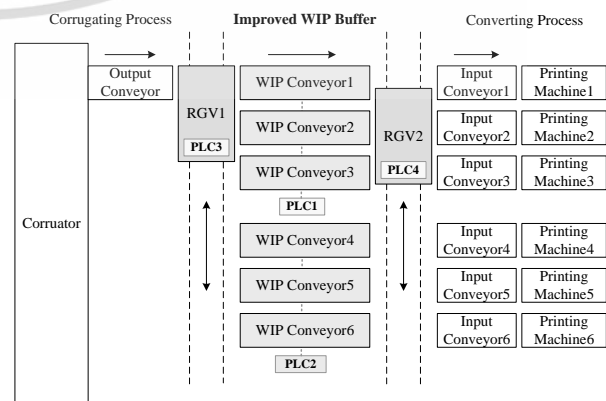 Corrugating Process
Improved WIP Buffer
Converting Process
Output
Conveyor
RGV1
PLC3
WIP Conveyor1
WIP Conveyor2
WIP Conveyor3
PLC1
WIP Conveyor4
WIP Conveyor5
WIP Conveyor6
PLC2
RGV2
PLC4
Input
Conveyor1
Printing
Machine1
Input
Conveyor2
Printing
Machine2
Input
Conveyor3
Printing
Machine3
Input
Conveyor4
Printing
Machine4
Input
Conveyor5
Printing
Machine5
Input
Conveyor6
Printing
Machine6
Corruator